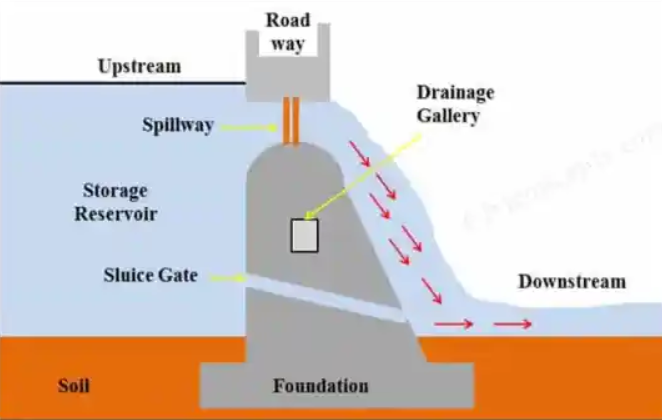 Road
way
Upstream
Drainage
Gallery
Spillway
Storage
Reservoir
Sluice Gate
Downstream
Soil
Foundation